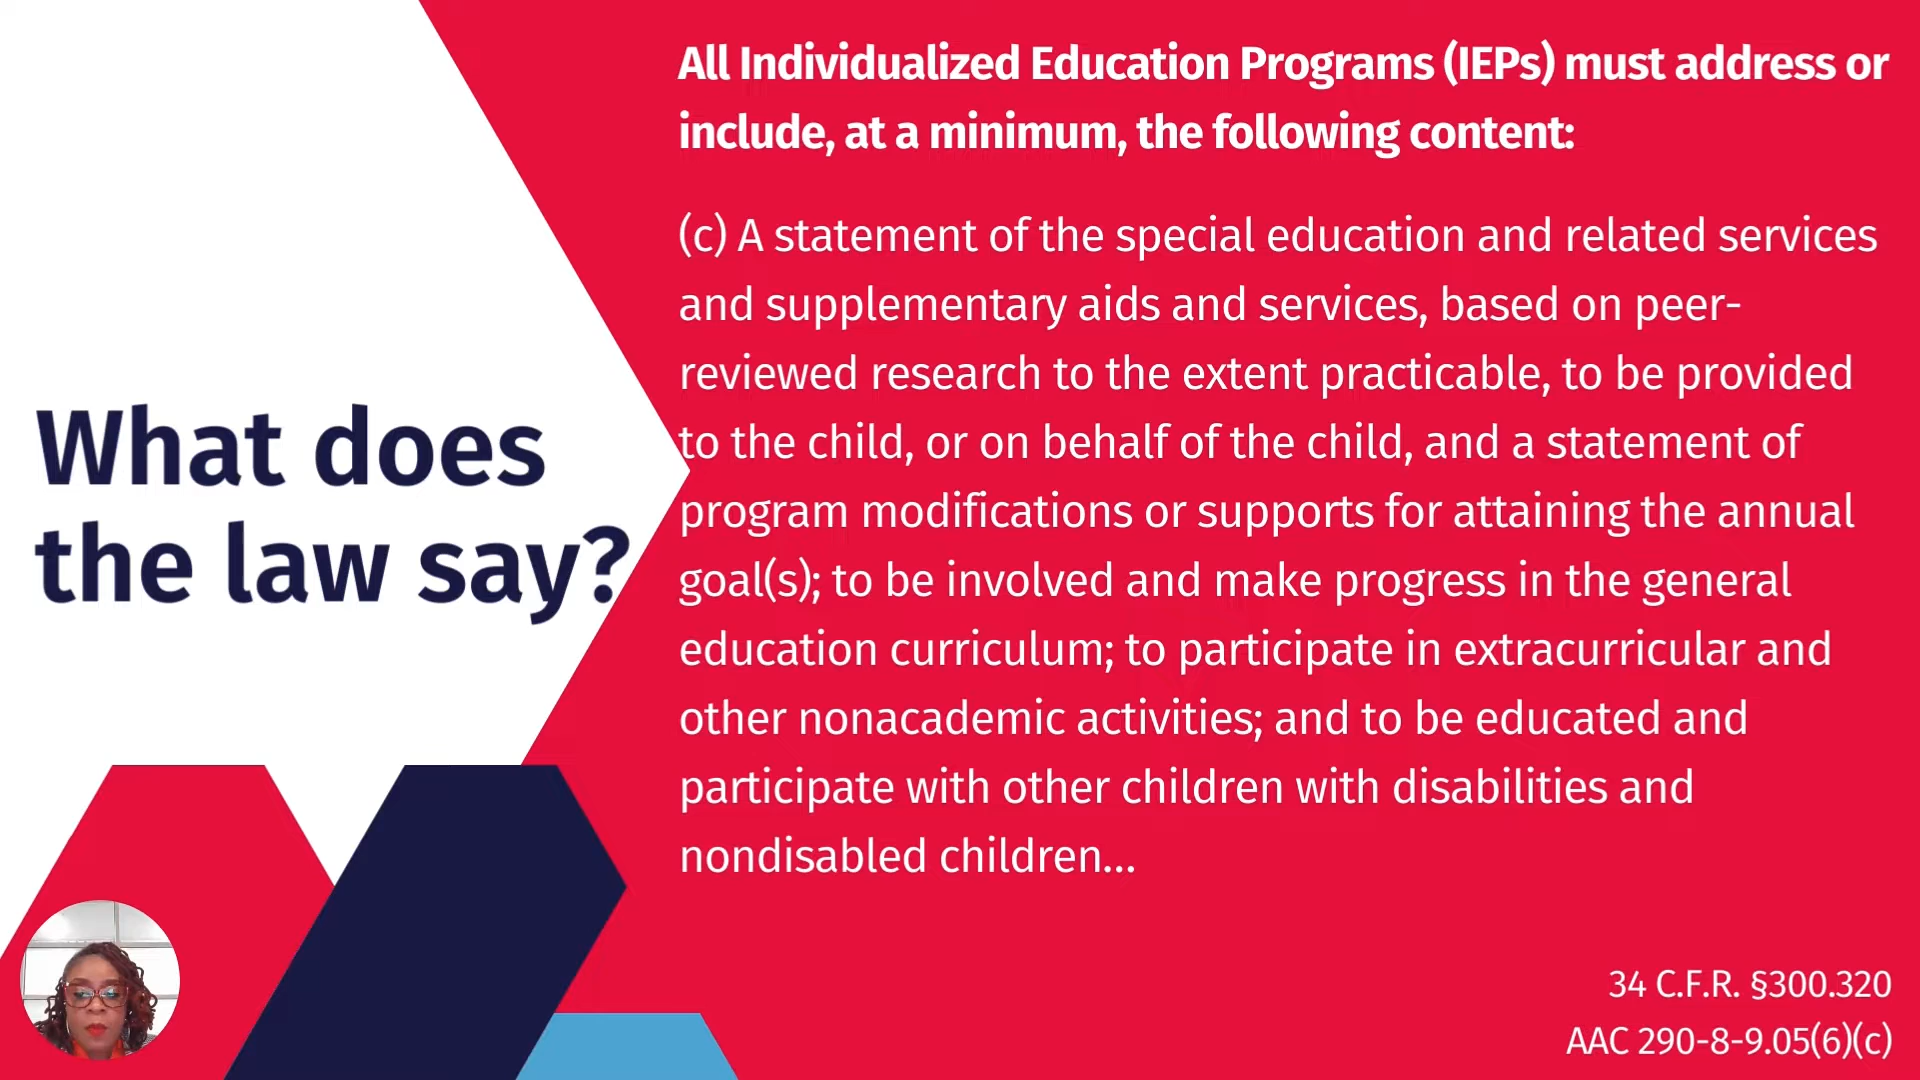 What does
the law say?
All Individualized Education Programs (IEPs) must address or
include, at a minimum, the following content:
(c) A statement of the special education and related services
and supplementary aids and services, based on peer-
reviewed research to the extent practicable, to be provided
to the child, or on behalf of the child, and a statement of
program modifications or supports for attaining the annual
goal(s); to be involved and make progress in the general
education curriculum; to participate in extracurricular and
other nonacademic activities; and to be educated and
participate with other children with disabilities and
nondisabled children...
34 C.F.R. §300.320
AAC 290-8-9.05(6)(c)